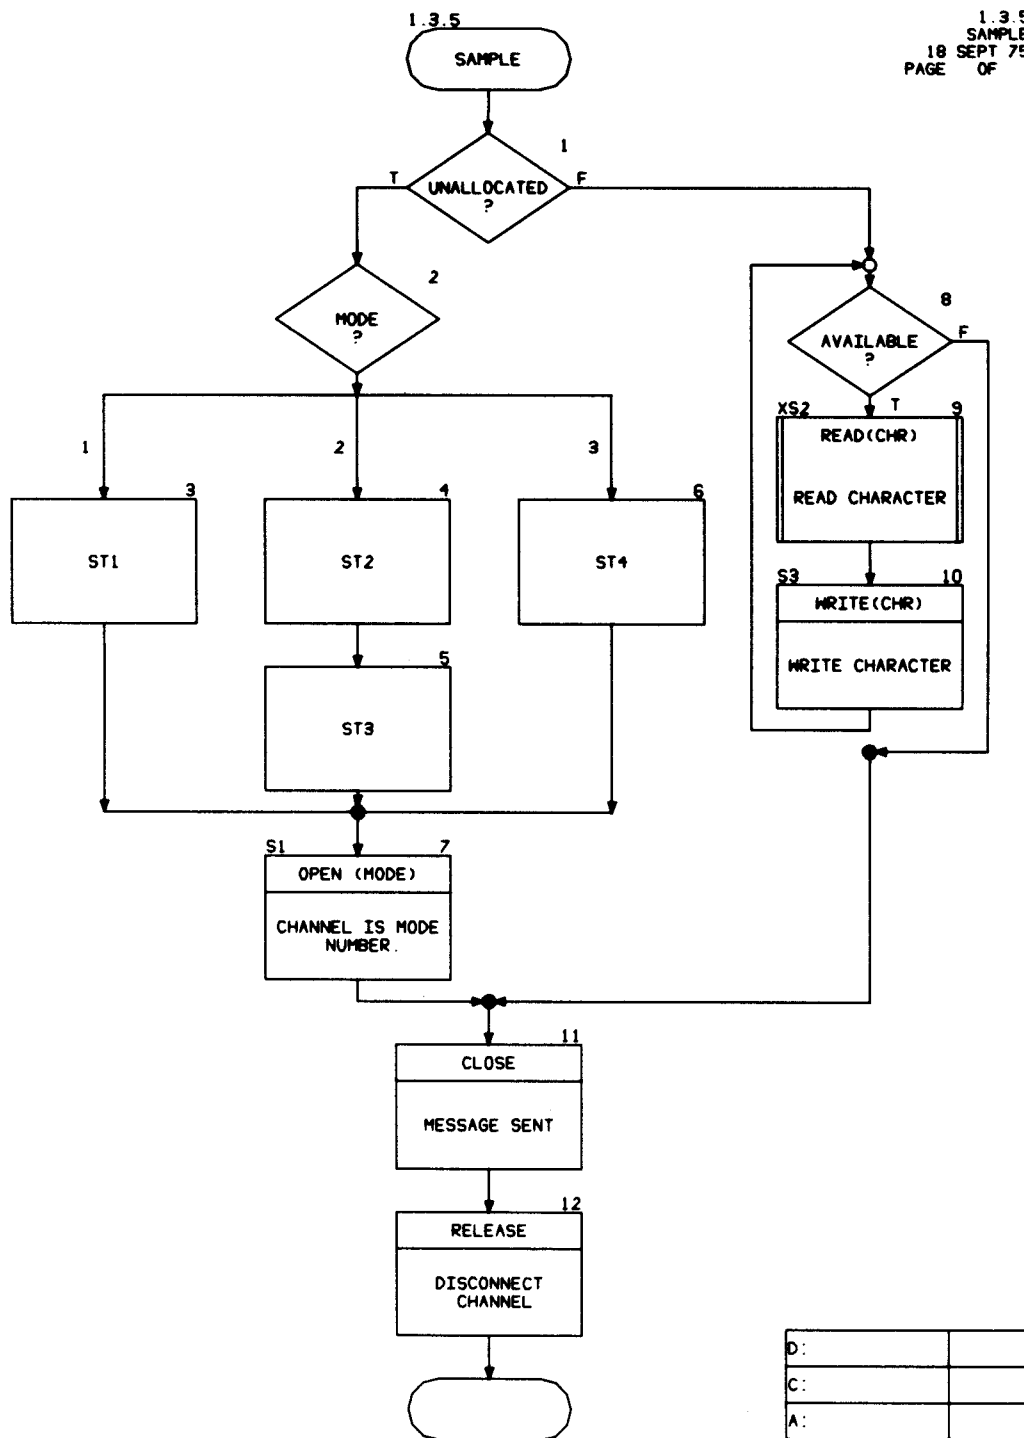 1.3.5
SAMPLE
1.3.5
SAMPLE
18 SEPT 75
PAGE OF
1
T
UNALLOCATED
?
F
2
MODE
?
8
AVAILABLE
?
F
T
1
2
3
3
ST1
4
ST2
6
ST4
XS2
9
READ(CHR)
READ CHARACTER
S3
10
WRITE(CHR)
WRITE CHARACTER
5
ST3
S1
7
OPEN (MODE)
CHANNEL IS MODE
NUMBER.
11
CLOSE
MESSAGE SENT
12
RELEASE
DISCONNECT
CHANNEL
D:
C:
A: